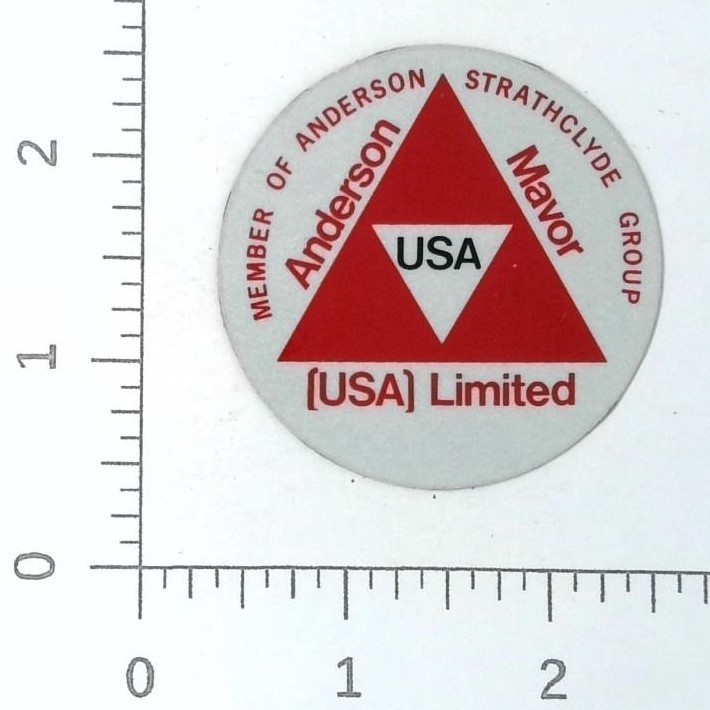 MEMBER OF ANDERSON STRATHCLYDE GROUP
Anderson Mavor
USA
(USA) Limited
2
1
0
0 1 2